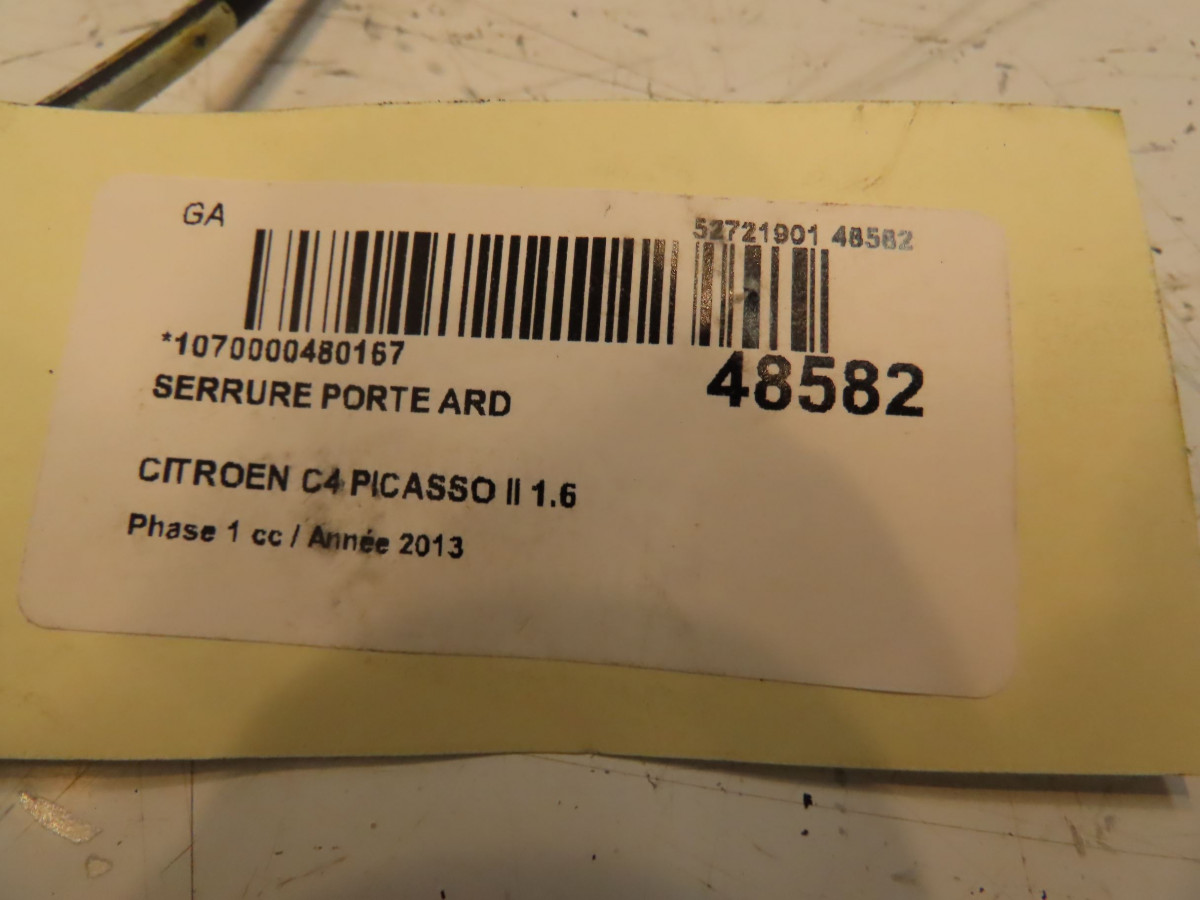 GA
52721901 48582
*1070000480167
48582
SERRURE PORTE ARD
CITROEN C4 PICASSO II 1.6
Phase 1 cc / Année 2013